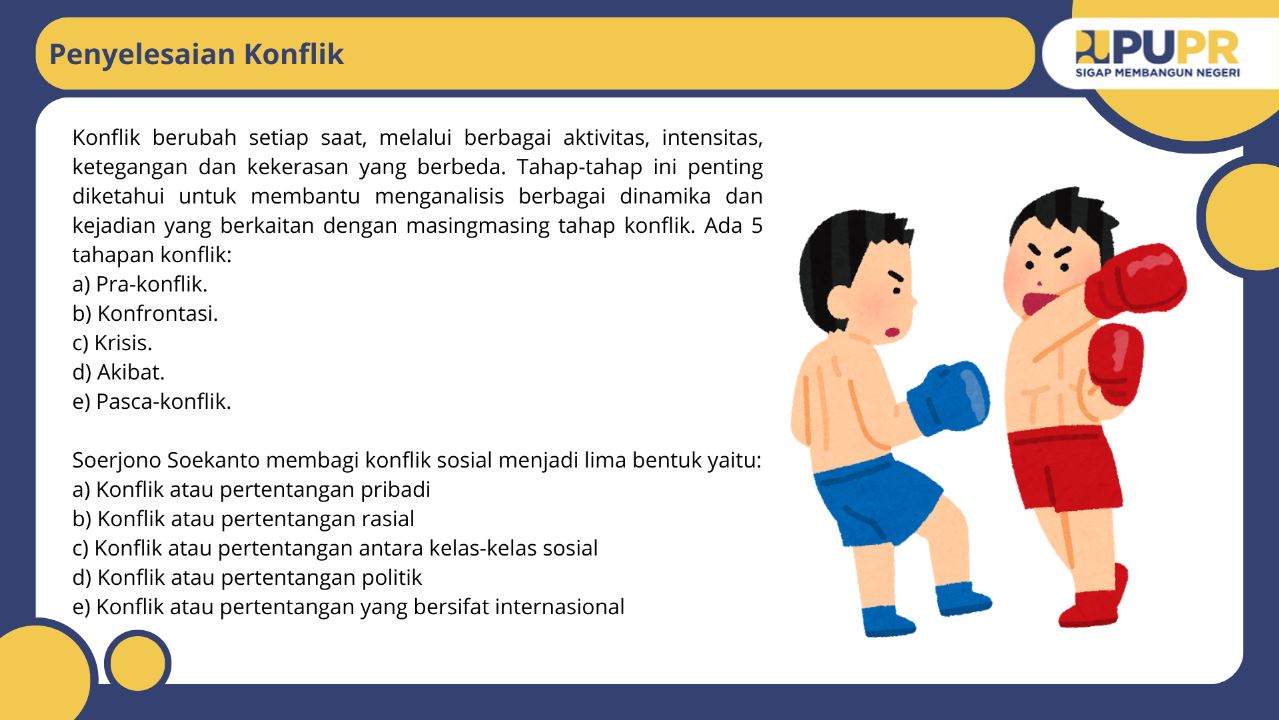 Penyelesaian Konflik
PUPR
SIGAP MEMBANGUN NEGERI
Konflik berubah setiap saat, melalui berbagai aktivitas, intensitas,
ketegangan dan kekerasan yang berbeda. Tahap-tahap ini penting
diketahui untuk membantu menganalisis berbagai dinamika dan
kejadian yang berkaitan dengan masingmasing tahap konflik. Ada 5
tahapan konflik:
a) Pra-konflik.
b) Konfrontasi.
c) Krisis.
d) Akibat.
e) Pasca-konflik.
Soerjono Soekanto membagi konflik sosial menjadi lima bentuk yaitu:
a) Konflik atau pertentangan pribadi
b) Konflik atau pertentangan rasial
c) Konflik atau pertentangan antara kelas-kelas sosial
d) Konflik atau pertentangan politik
e) Konflik atau pertentangan yang bersifat internasional